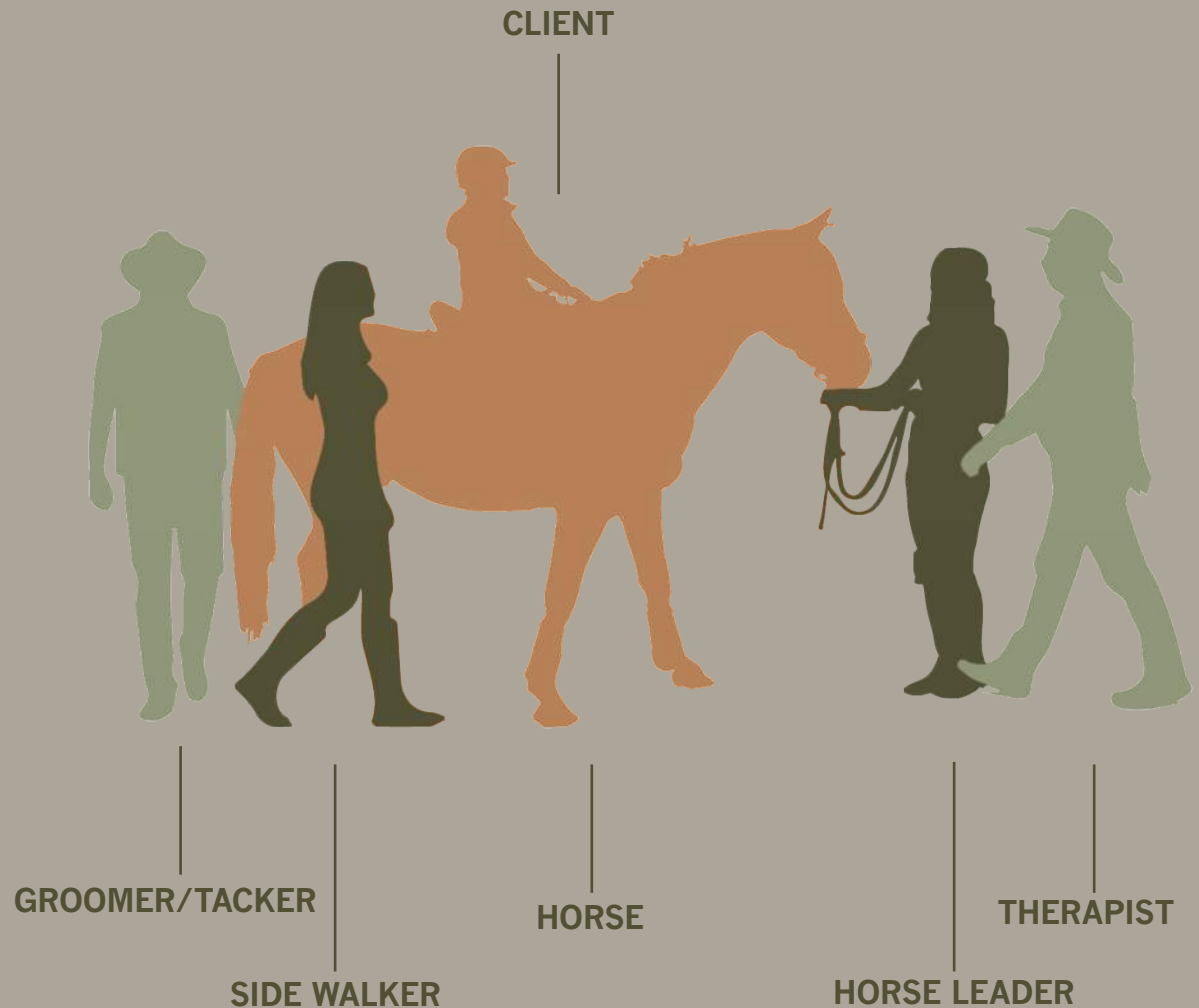 CLIENT
GROOMER/TACKER
HORSE
THERAPIST
SIDE WALKER
HORSE LEADER